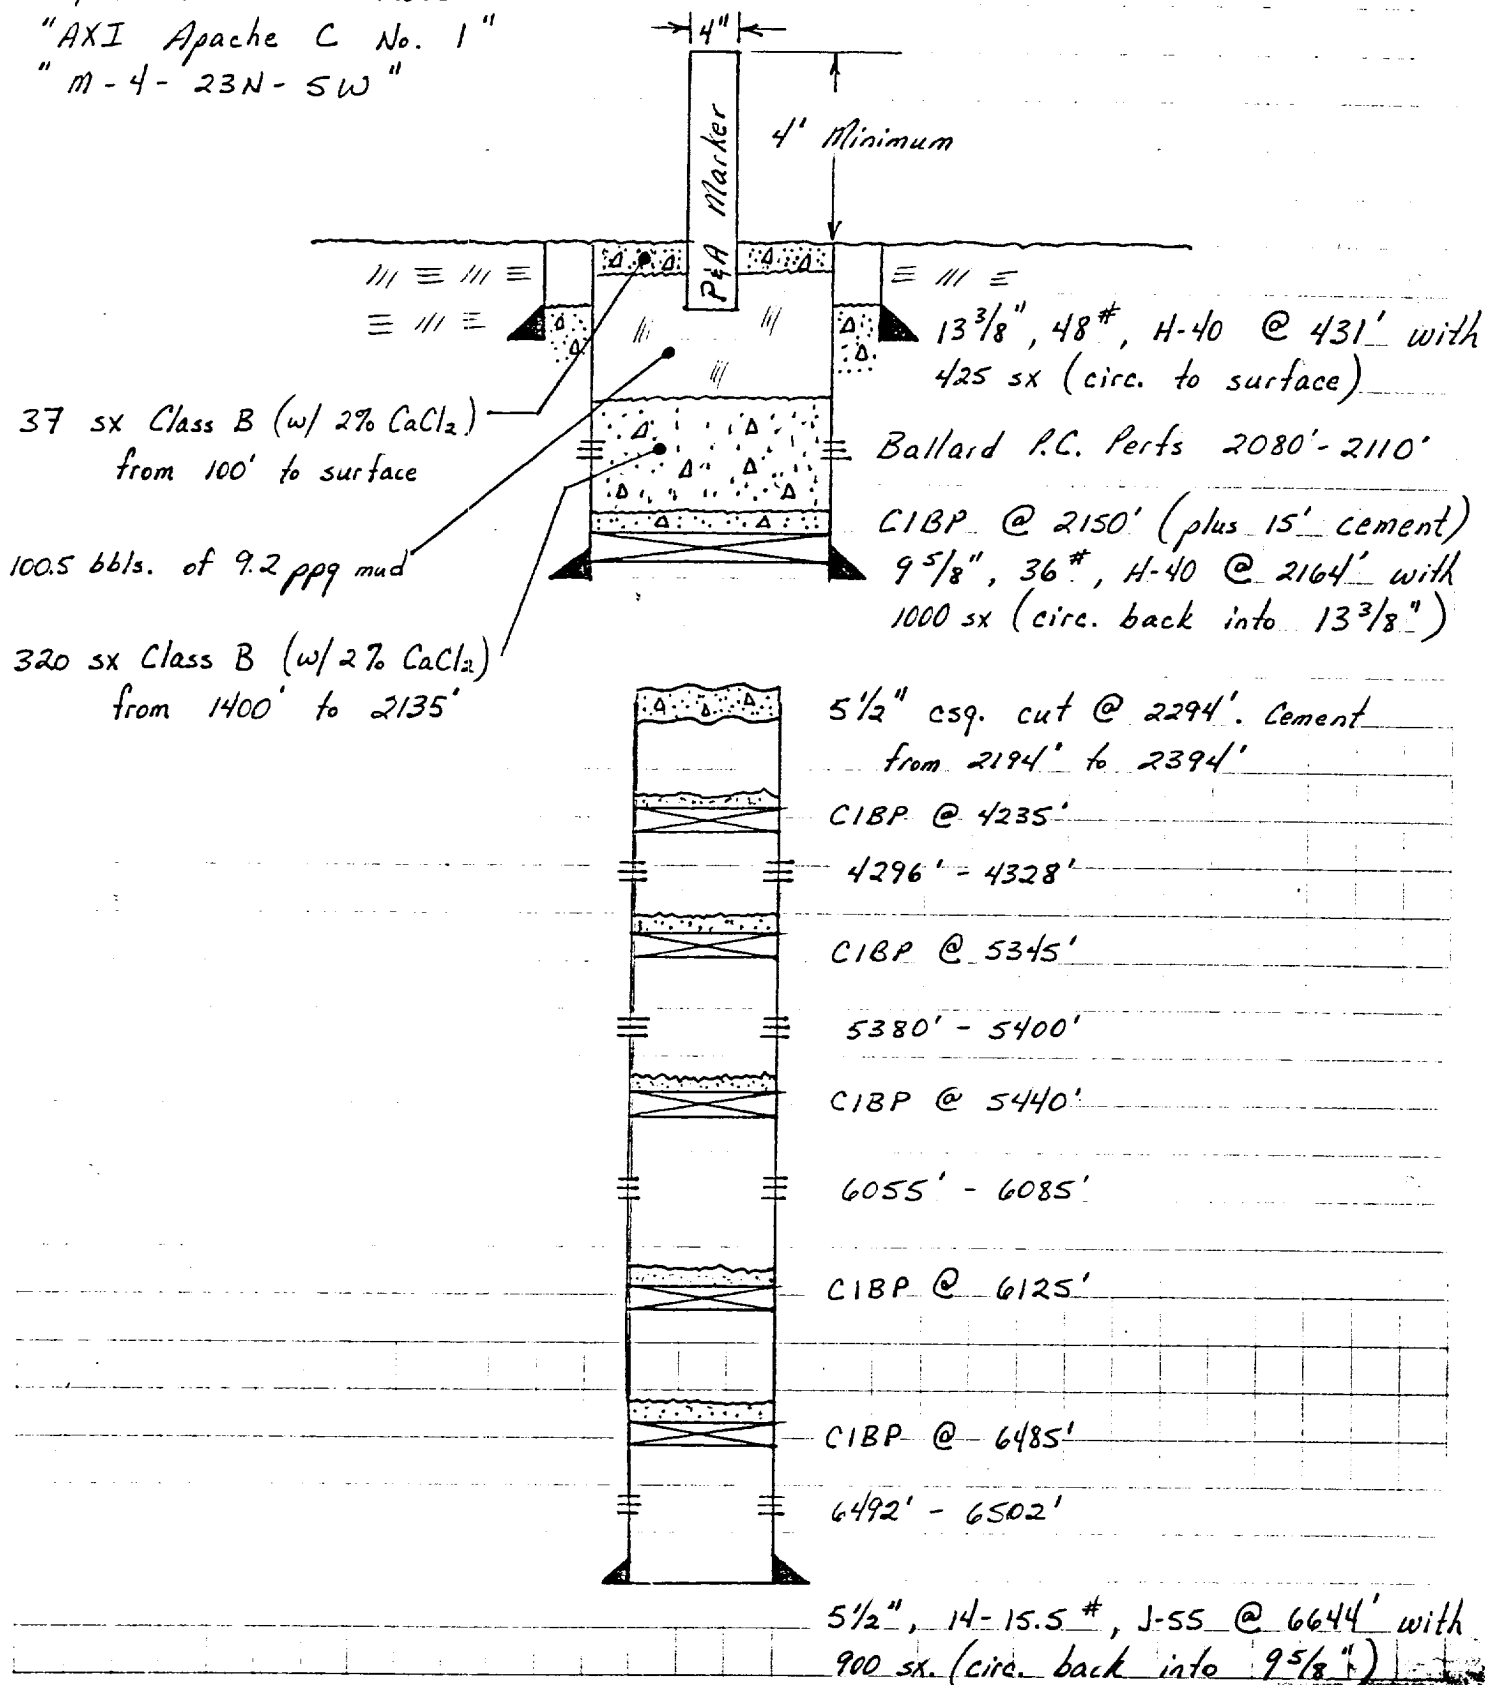 "AXI Apache C No. 1"
"M-4-23N-5W"
4"
4' Minimum
P&A Marker
13 3/8", 48#, H-40 @ 431' with
425 sx (circ. to surface)
37 sx Class B (w/ 2% CaCl2)
from 100' to surface
Ballard P.C. Perfs 2080'-2110'
CIBP @ 2150' (plus 15' cement)
100.5 bbls. of 9.2 ppg mud
9 5/8", 36#, H-40 @ 2164' with
1000 sx (circ. back into 13 3/8")
320 sx Class B (w/ 2% CaCl2)
from 1400' to 2135'
5 1/2" csg. cut @ 2294'. Cement
from 2194' to 2394'
CIBP @ 4235'
4296' - 4328'
CIBP @ 5345'
5380' - 5400'
CIBP @ 5440'
6055' - 6085'
CIBP @ 6125'
CIBP @ 6485'
6492' - 6502'
5 1/2", 14-15.5#, J-55 @ 6644' with
900 sx. (circ. back into 9 5/8")